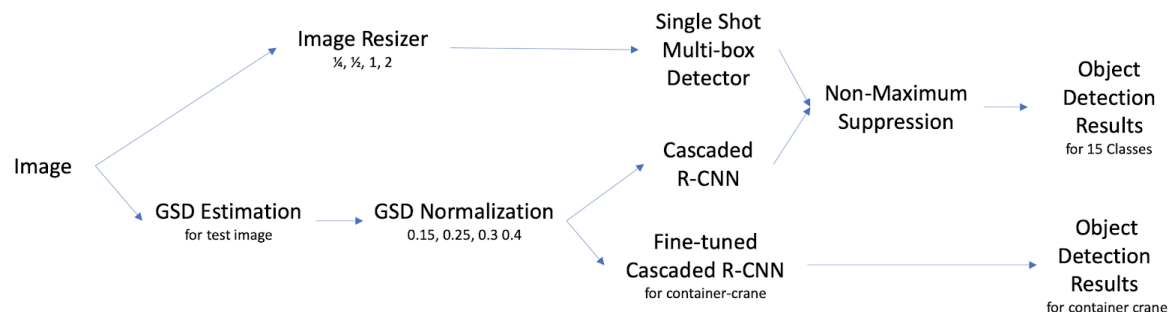 Image
Image Resizer
¼, ½, 1, 2
Single Shot
Multi-box
Detector
GSD Estimation
for test image
GSD Normalization
0.15, 0.25, 0.3 0.4
Cascaded
R-CNN
Fine-tuned
Cascaded R-CNN
for container-crane
Non-Maximum
Suppression
Object
Detection
Results
for 15 Classes
Object
Detection
Results
for container crane